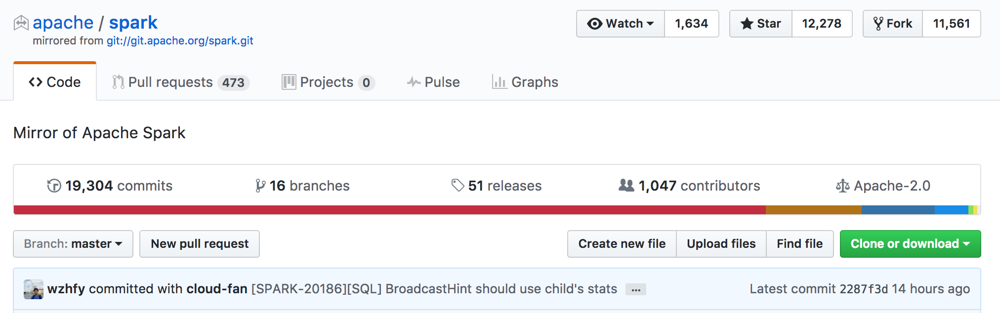 apache / spark
mirrored from git://git.apache.org/spark.git
Watch 1,634 Star 12,278 Fork 11,561
Code Pull requests 473 Projects 0 Pulse Graphs
Mirror of Apache Spark
19,304 commits 16 branches 51 releases 1,047 contributors Apache-2.0
Branch: master New pull request Create new file Upload files Find file Clone or download
wzhfy committed with cloud-fan [SPARK-20186][SQL] BroadcastHint should use child's stats ... Latest commit 2287f3d 14 hours ago